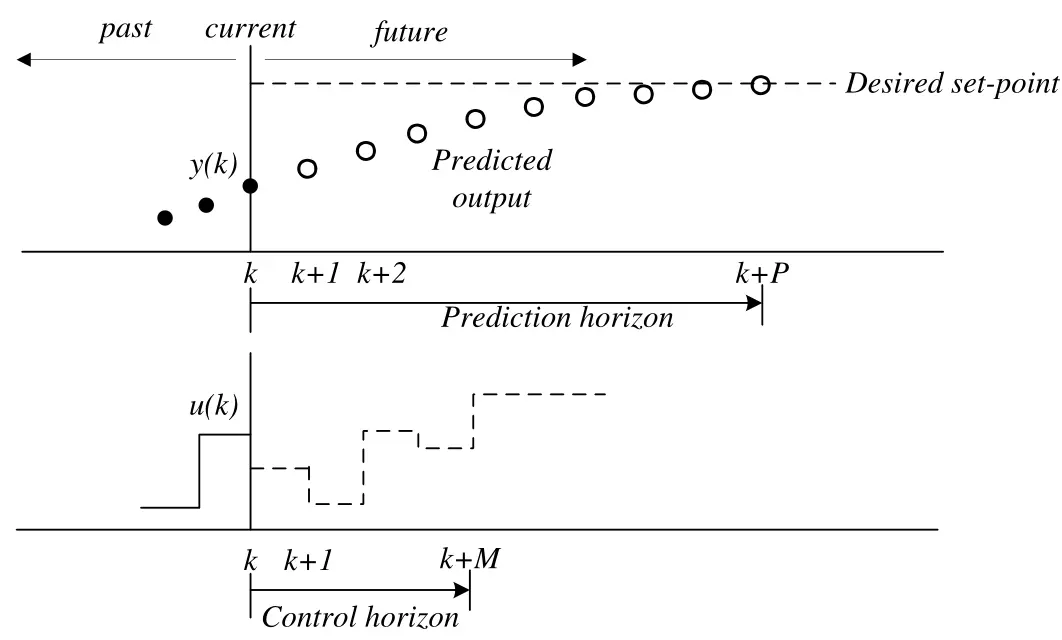 past current future
Desired set-point
y(k)
Predicted
output
k k+1 k+2 k+P
Prediction horizon
u(k)
k k+1 k+M
Control horizon